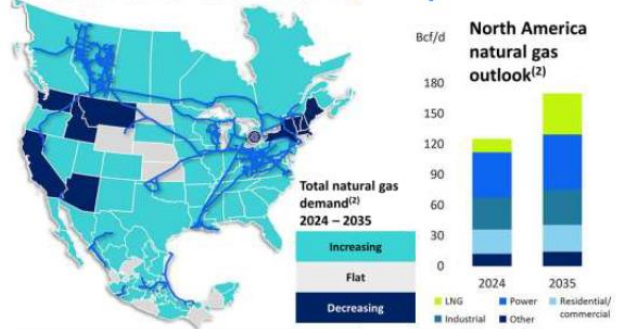 Bcf/d
North America
natural gas
outlook(2)
180
150
120
90
60
30
0
2024
2035
LNG
Power
Residential/
commercial
Industrial
Other
Total natural gas
demand(2)
2024 – 2035
Increasing
Flat
Decreasing